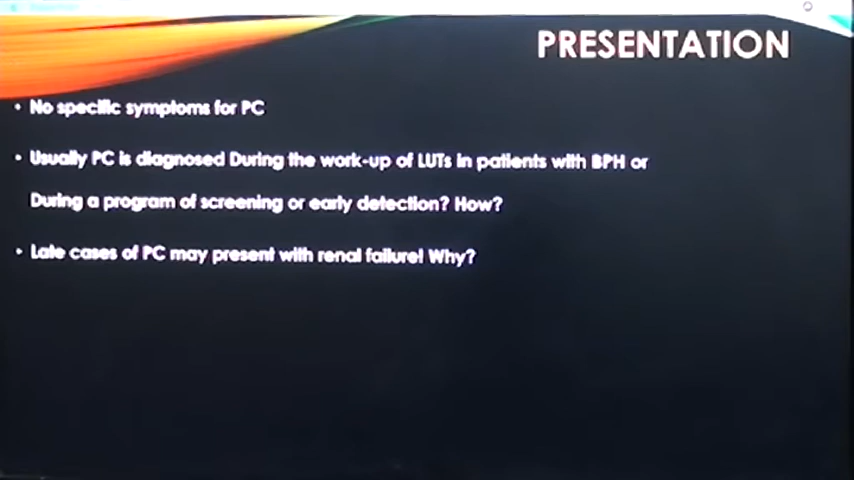 PRESENTATION
• No specific symptoms for PC
• Usually PC is diagnosed During the work-up of LUTs in patients with BPH or
During a program of screening or early detection? How?
• Late cases of PC may present with renal failure! Why?